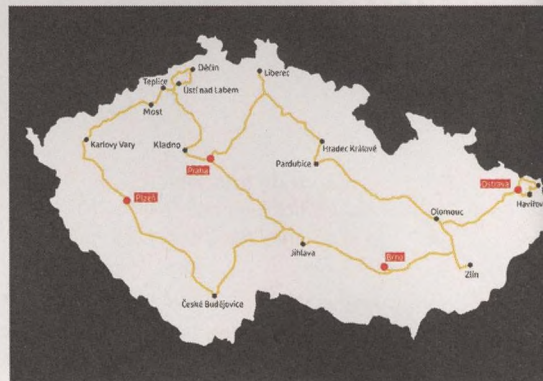 Děčín
Liberec
Teplice
Ústí nad Labem
Most
Karlovy Vary
Kladno
Praha
Hradec Králové
Pardubice
Plzeň
Ostrava
Havířov
Olomouc
Jihlava
Brno
Zlín
České Budějovice